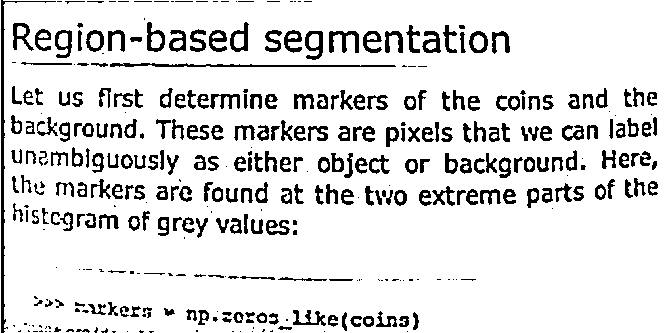 Region-based segmentation
Let us first determine markers of the coins and the
background. These markers are pixels that we can label
unambiguously as either object or background. Here,
the markers are found at the two extreme parts of the
histogram of grey values:
>>> markers = np.zeros_like(coins)